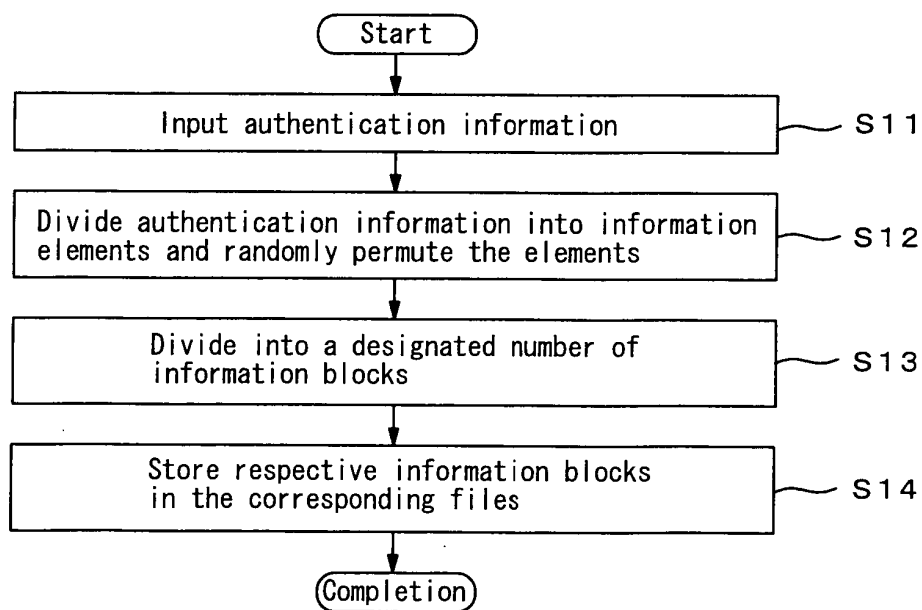 Start
Input authentication information
S11
Divide authentication information into information
elements and randomly permute the elements
S12
Divide into a designated number of
information blocks
S13
Store respective information blocks
in the corresponding files
S14
Completion